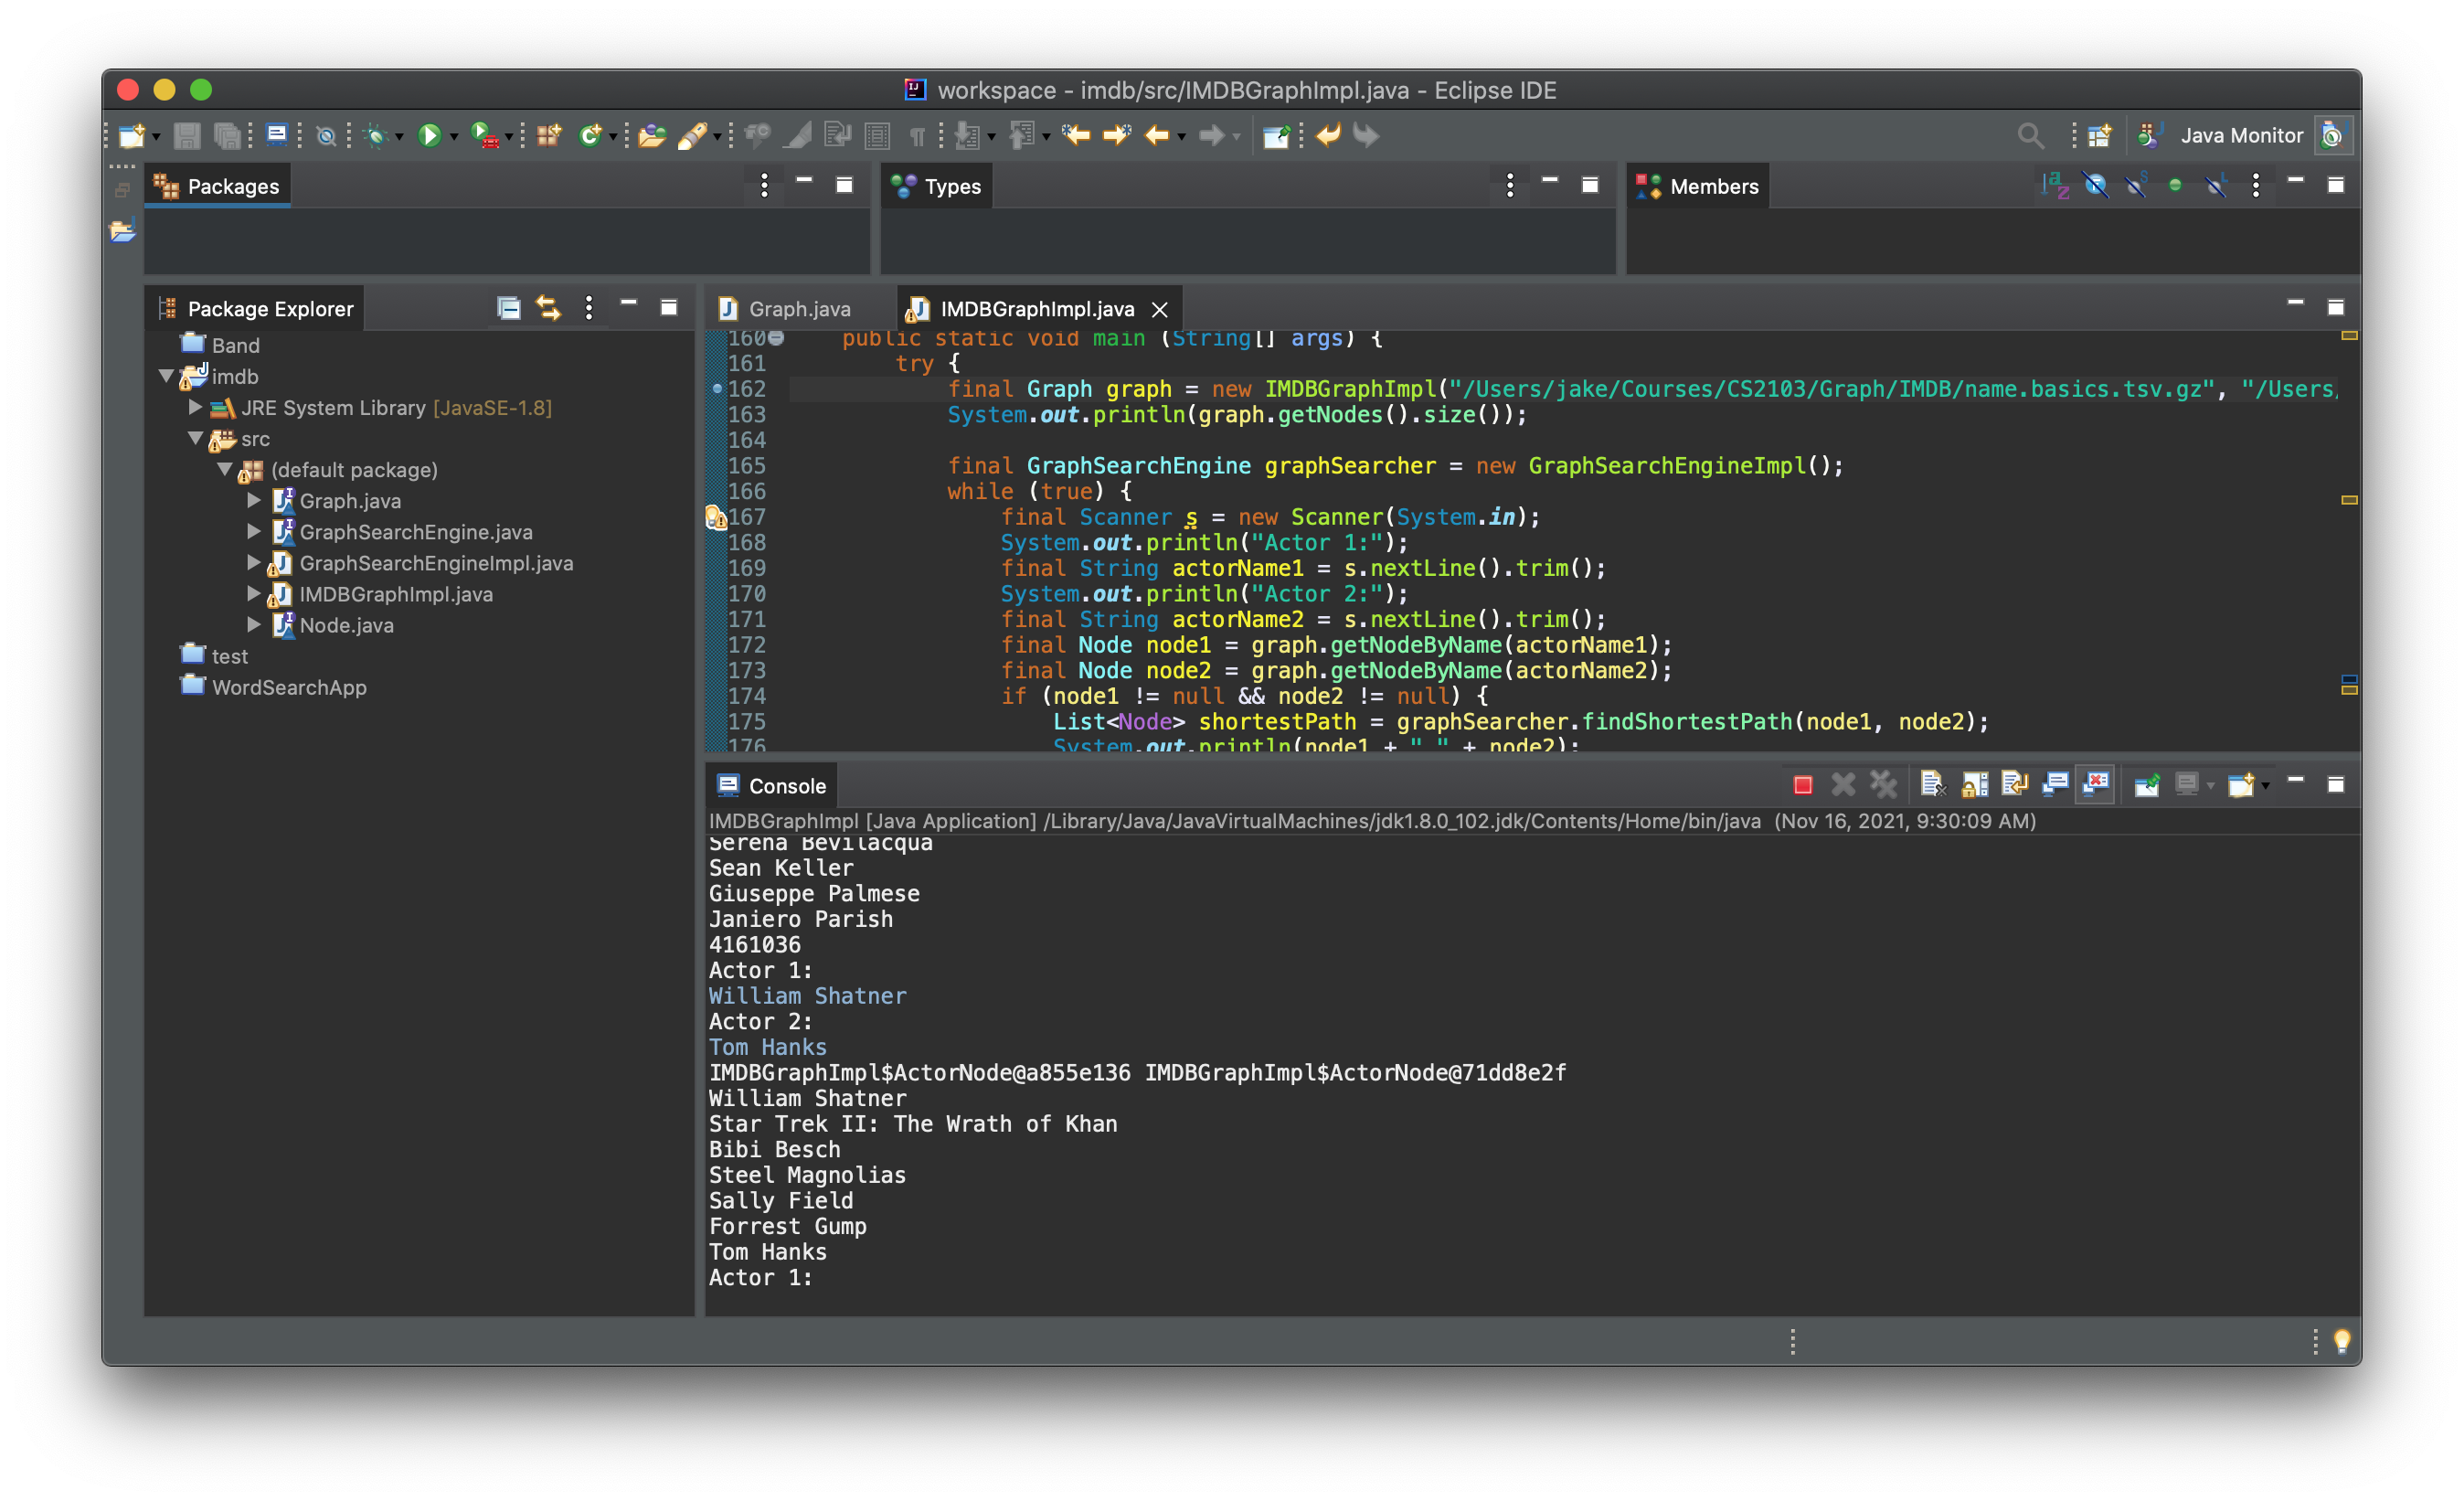 workspace - imdb/src/IMDBGraphImpl.java - Eclipse IDE
Java Monitor
Packages
Types
Members
Package Explorer
Band
imdb
JRE System Library [JavaSE-1.8]
src
(default package)
Graph.java
GraphSearchEngine.java
GraphSearchEngineImpl.java
IMDBGraphImpl.java
Node.java
test
WordSearchApp
Graph.java
IMDBGraphImpl.java
160 public static void main (String[] args) {
161 try {
162 final Graph graph = new IMDBGraphImpl("/Users/jake/Courses/CS2103/Graph/IMDB/name.basics.tsv.gz", "/Users/
163 System.out.println(graph.getNodes().size());
164
165 final GraphSearchEngine graphSearcher = new GraphSearchEngineImpl();
166 while (true) {
167 final Scanner s = new Scanner(System.in);
168 System.out.println("Actor 1:");
169 final String actorName1 = s.nextLine().trim();
170 System.out.println("Actor 2:");
171 final String actorName2 = s.nextLine().trim();
172 final Node node1 = graph.getNodeByName(actorName1);
173 final Node node2 = graph.getNodeByName(actorName2);
174 if (node1 != null && node2 != null) {
175 List<Node> shortestPath = graphSearcher.findShortestPath(node1, node2);
176 System.out.println(node1 + " " + node2);
Console
IMDBGraphImpl [Java Application] /Library/Java/JavaVirtualMachines/jdk1.8.0_102.jdk/Contents/Home/bin/java (Nov 16, 2021, 9:30:09 AM)
Serena Bevilacqua
Sean Keller
Giuseppe Palmese
Janiero Parish
4161036
Actor 1:
William Shatner
Actor 2:
Tom Hanks
IMDBGraphImpl$ActorNode@a855e136 IMDBGraphImpl$ActorNode@71dd8e2f
William Shatner
Star Trek II: The Wrath of Khan
Bibi Besch
Steel Magnolias
Sally Field
Forrest Gump
Tom Hanks
Actor 1: